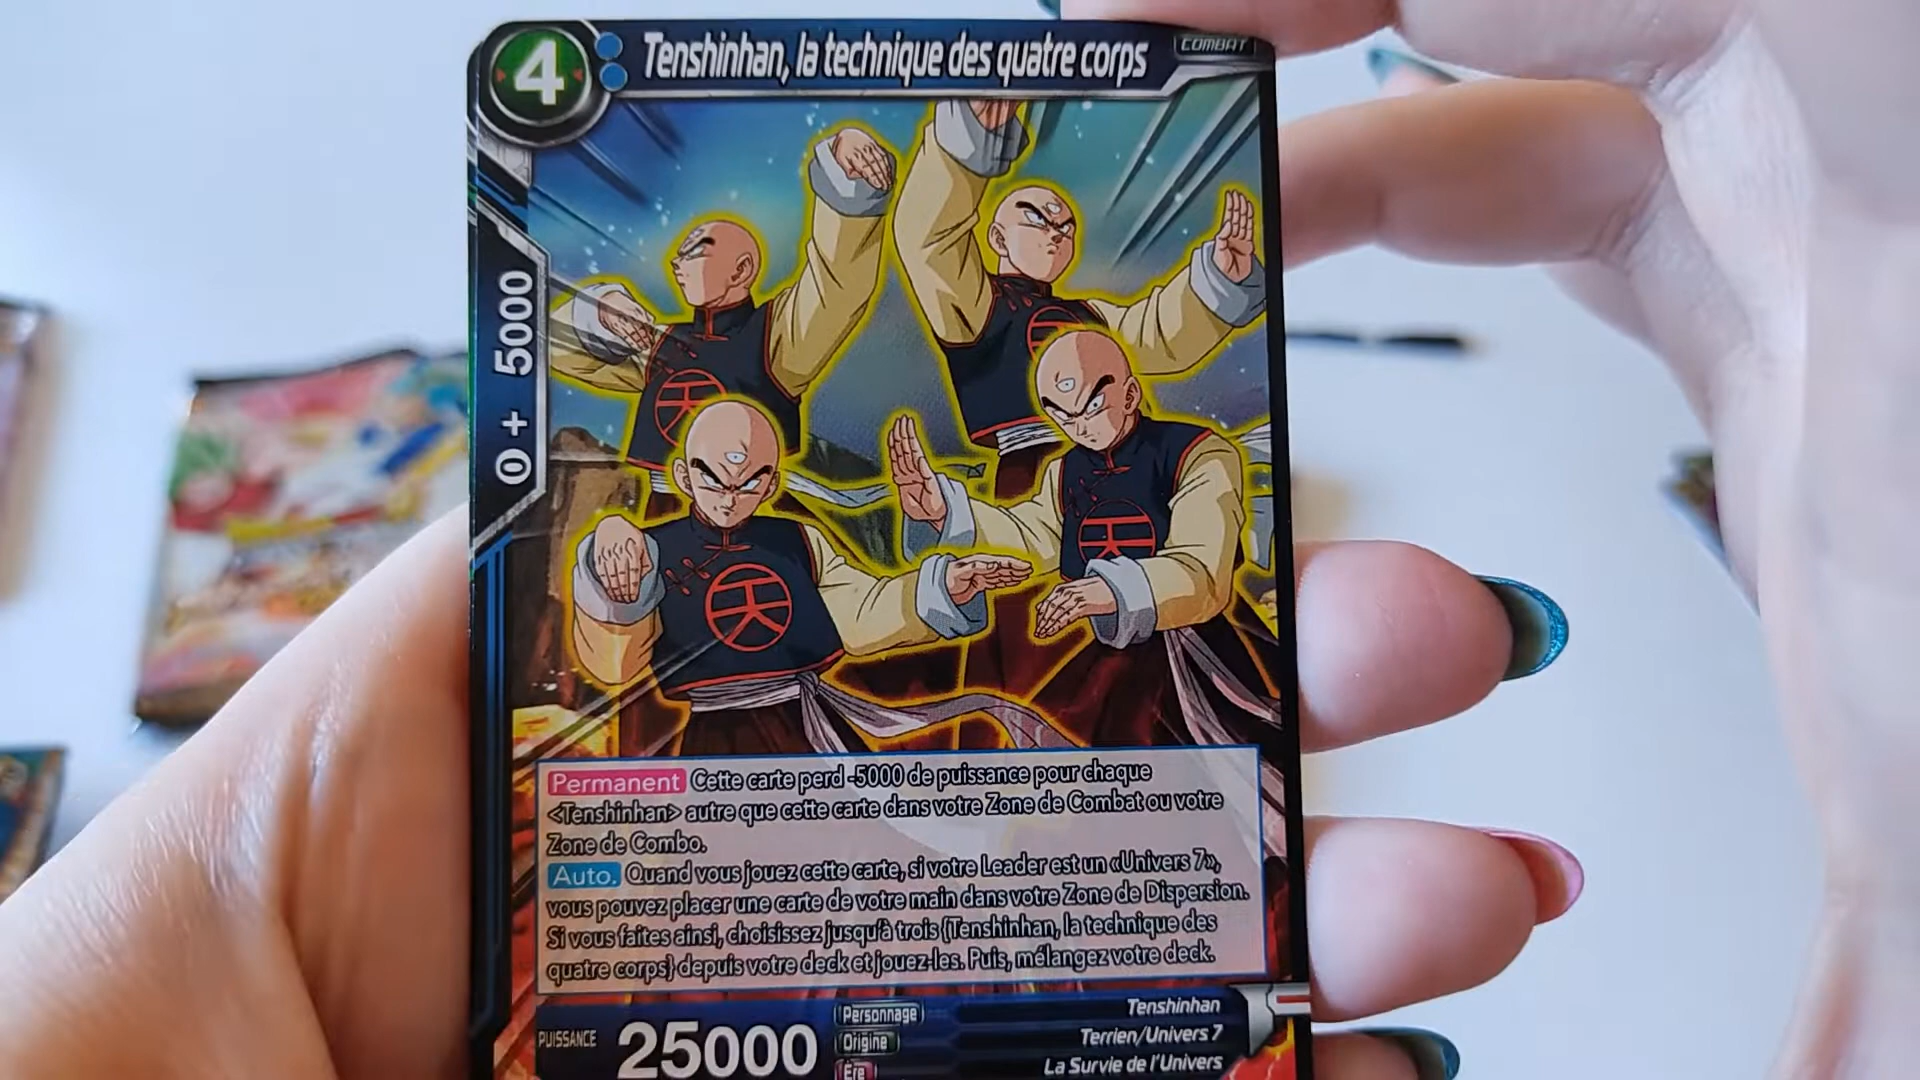 4
Tenshinhan, la technique des quatre corps
COMBAT
0 + 5000
Permanent Cette carte perd -5000 de puissance pour chaque
<Tenshinhan> autre que cette carte dans votre Zone de Combat ou votre
Zone de Combo.
Auto. Quand vous jouez cette carte, si votre Leader est un «Univers 7»,
vous pouvez placer une carte de votre main dans votre Zone de Dispersion.
Si vous faites ainsi, choisissez jusqu'à trois {Tenshinhan, la technique des
quatre corps} depuis votre deck et jouez-les. Puis, mélangez votre deck.
PUISSANCE 25000
Personnage Tenshinhan
Origine Terrien/Univers 7
Ère La Survie de l'Univers